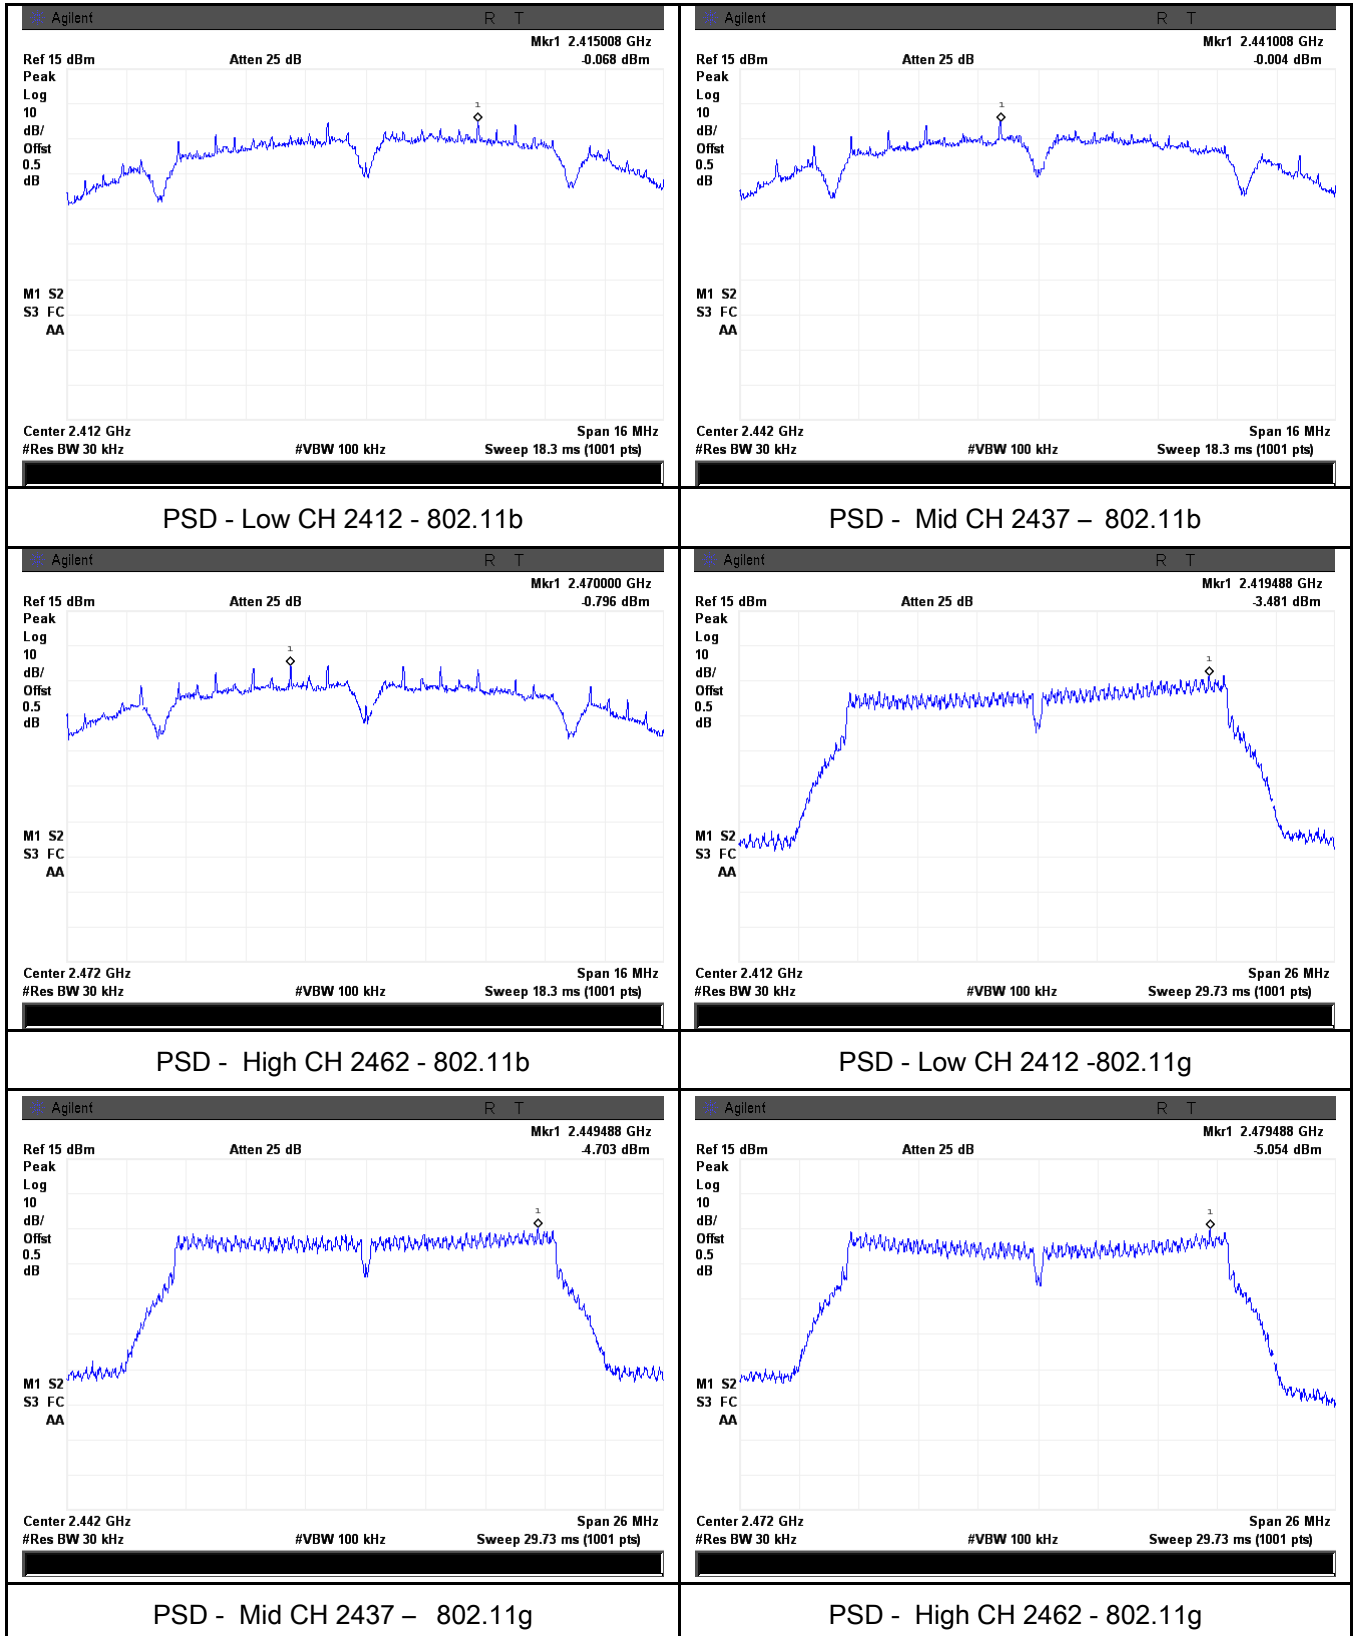 Agilent R T
Mkr1 2.415008 GHz
Ref 15 dBm Atten 25 dB -0.068 dBm
Peak
Log
10
dB/
Offst
0.5
dB
1
M1 S2
S3 FC
AA
Center 2.412 GHz Span 16 MHz
#Res BW 30 kHz #VBW 100 kHz Sweep 18.3 ms (1001 pts)
PSD - Low CH 2412 - 802.11b
Agilent R T
Mkr1 2.441008 GHz
Ref 15 dBm Atten 25 dB -0.004 dBm
Peak
Log
10
dB/
Offst
0.5
dB
1
M1 S2
S3 FC
AA
Center 2.442 GHz Span 16 MHz
#Res BW 30 kHz #VBW 100 kHz Sweep 18.3 ms (1001 pts)
PSD - Mid CH 2437 – 802.11b
Agilent R T
Mkr1 2.470000 GHz
Ref 15 dBm Atten 25 dB -0.796 dBm
Peak
Log
10
dB/
Offst
0.5
dB
1
M1 S2
S3 FC
AA
Center 2.472 GHz Span 16 MHz
#Res BW 30 kHz #VBW 100 kHz Sweep 18.3 ms (1001 pts)
PSD - High CH 2462 - 802.11b
Agilent R T
Mkr1 2.419488 GHz
Ref 15 dBm Atten 25 dB -3.481 dBm
Peak
Log
10
dB/
Offst
0.5
dB
1
M1 S2
S3 FC
AA
Center 2.412 GHz Span 26 MHz
#Res BW 30 kHz #VBW 100 kHz Sweep 29.73 ms (1001 pts)
PSD - Low CH 2412 -802.11g
Agilent R T
Mkr1 2.449488 GHz
Ref 15 dBm Atten 25 dB -4.703 dBm
Peak
Log
10
dB/
Offst
0.5
dB
1
M1 S2
S3 FC
AA
Center 2.442 GHz Span 26 MHz
#Res BW 30 kHz #VBW 100 kHz Sweep 29.73 ms (1001 pts)
PSD - Mid CH 2437 – 802.11g
Agilent R T
Mkr1 2.479488 GHz
Ref 15 dBm Atten 25 dB -5.054 dBm
Peak
Log
10
dB/
Offst
0.5
dB
1
M1 S2
S3 FC
AA
Center 2.472 GHz Span 26 MHz
#Res BW 30 kHz #VBW 100 kHz Sweep 29.73 ms (1001 pts)
PSD - High CH 2462 - 802.11g